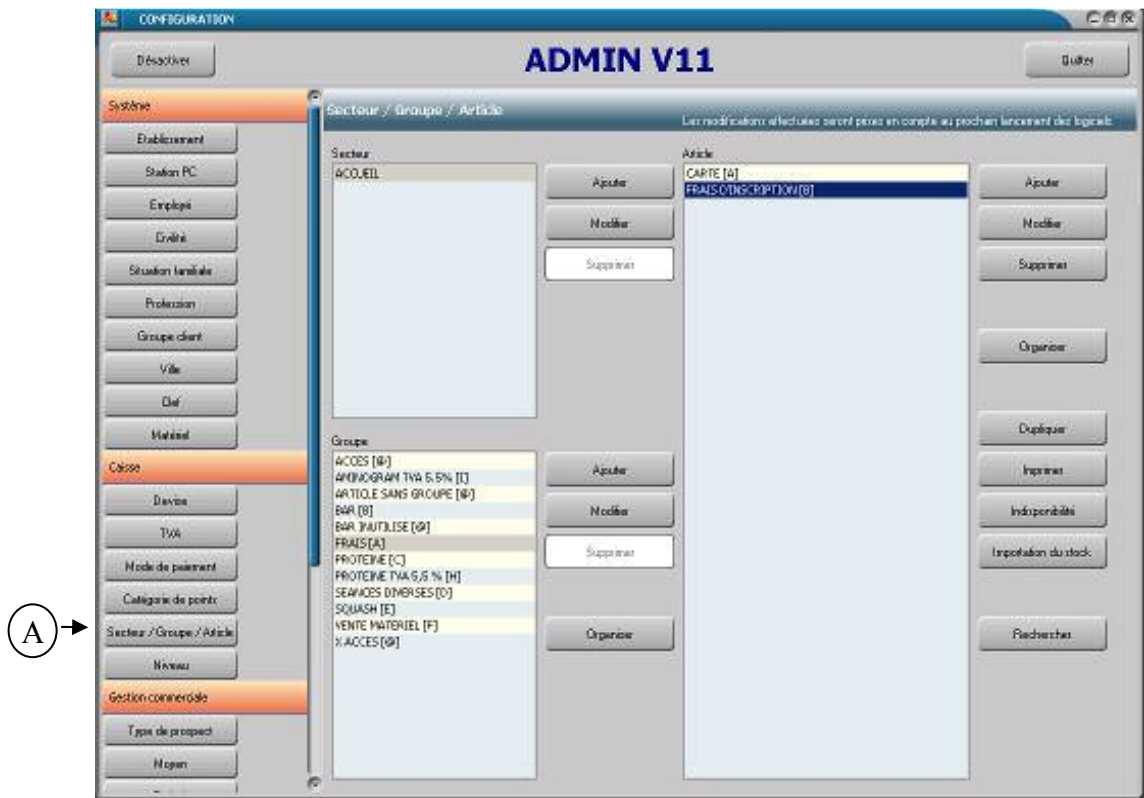 CONFIGURATION
Désactiver
ADMIN V11
Quitter
Système
Etablissement
Station PC
Employé
Civilité
Situation familiale
Profession
Groupe client
Ville
Clef
Matériel
Caisse
Devise
TVA
Mode de paiement
Catégorie de points
A
Secteur / Groupe / Article
Niveau
Gestion commerciale
Type de prospect
Moyen
Secteur / Groupe / Article
Les modifications effectuées seront prises en compte au prochain lancement des logiciels
Secteur
ACCUEIL
Ajouter
Modifier
Supprimer
Groupe
ACCES [@]
AMINOGRAM TVA 5.5% [I]
ARTICLE SANS GROUPE [@]
BAR [B]
BAR INUTILISE [@]
FRAIS [A]
PROTEINE [C]
PROTEINE TVA 5,5 % [H]
SEANCES DIVERSES [D]
SQUASH [E]
VENTE MATERIEL [F]
X ACCES [@]
Ajouter
Modifier
Supprimer
Organiser
Article
CARTE [A]
FRAIS D'INSCRIPTION [B]
Ajouter
Modifier
Supprimer
Organiser
Dupliquer
Imprimer
Indisponibilité
Importation du stock
Rechercher